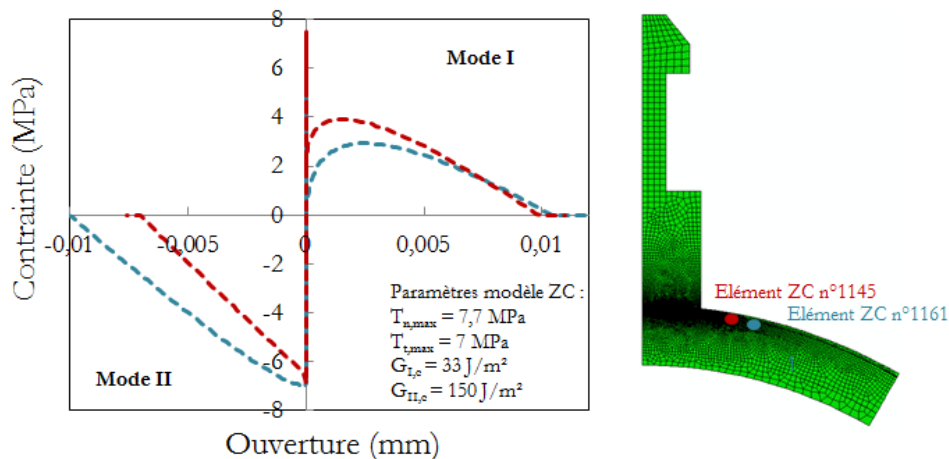 8
6
4
2
0
-2
-4
-6
-8
-0,01
-0,005
0
0,005
0,01
Contrainte (MPa)
Ouverture (mm)
Mode I
Mode II
Paramètres modèle ZC :
Tn,max = 7,7 MPa
Tt,max = 7 MPa
GI,c = 33 J/m²
GII,c = 150 J/m²
Elément ZC n°1145
Elément ZC n°1161